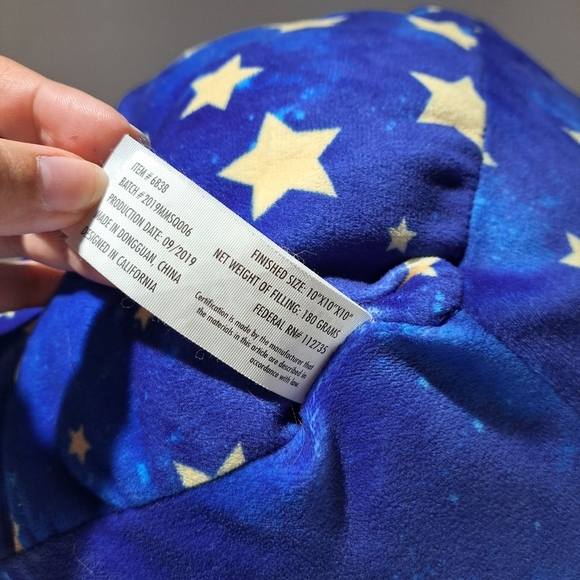 ITEM # 6838
BATCH # 2019MMSQ006
PRODUCTION DATE: 09/2019
MADE IN DONGGUAN, CHINA
DESIGNED IN CALIFORNIA
FINISHED SIZE: 10"X10"X10"
NET WEIGHT OF FILLING: 180 GRAMS
FEDERAL RN# 112735
Certification is made by the manufacturer that
the materials in this article are described in
accordance with law.